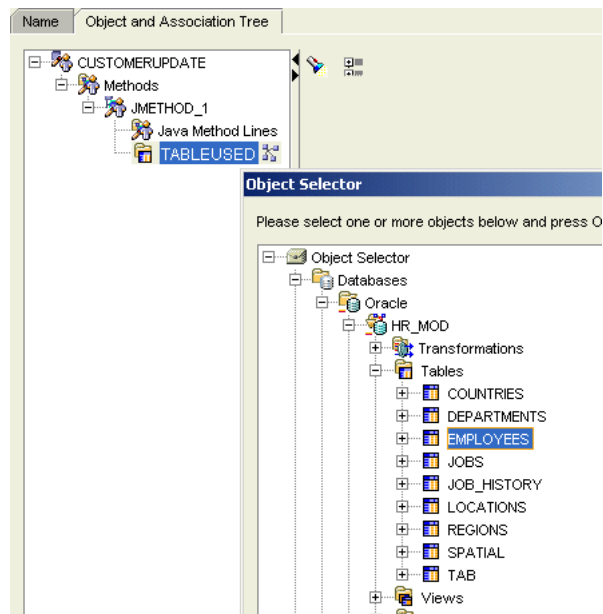 Name
Object and Association Tree
CUSTOMERUPDATE
Methods
JMETHOD_1
Java Method Lines
TABLEUSED
Object Selector
Please select one or more objects below and press O
Object Selector
Databases
Oracle
HR_MOD
Transformations
Tables
COUNTRIES
DEPARTMENTS
EMPLOYEES
JOBS
JOB_HISTORY
LOCATIONS
REGIONS
SPATIAL
TAB
Views